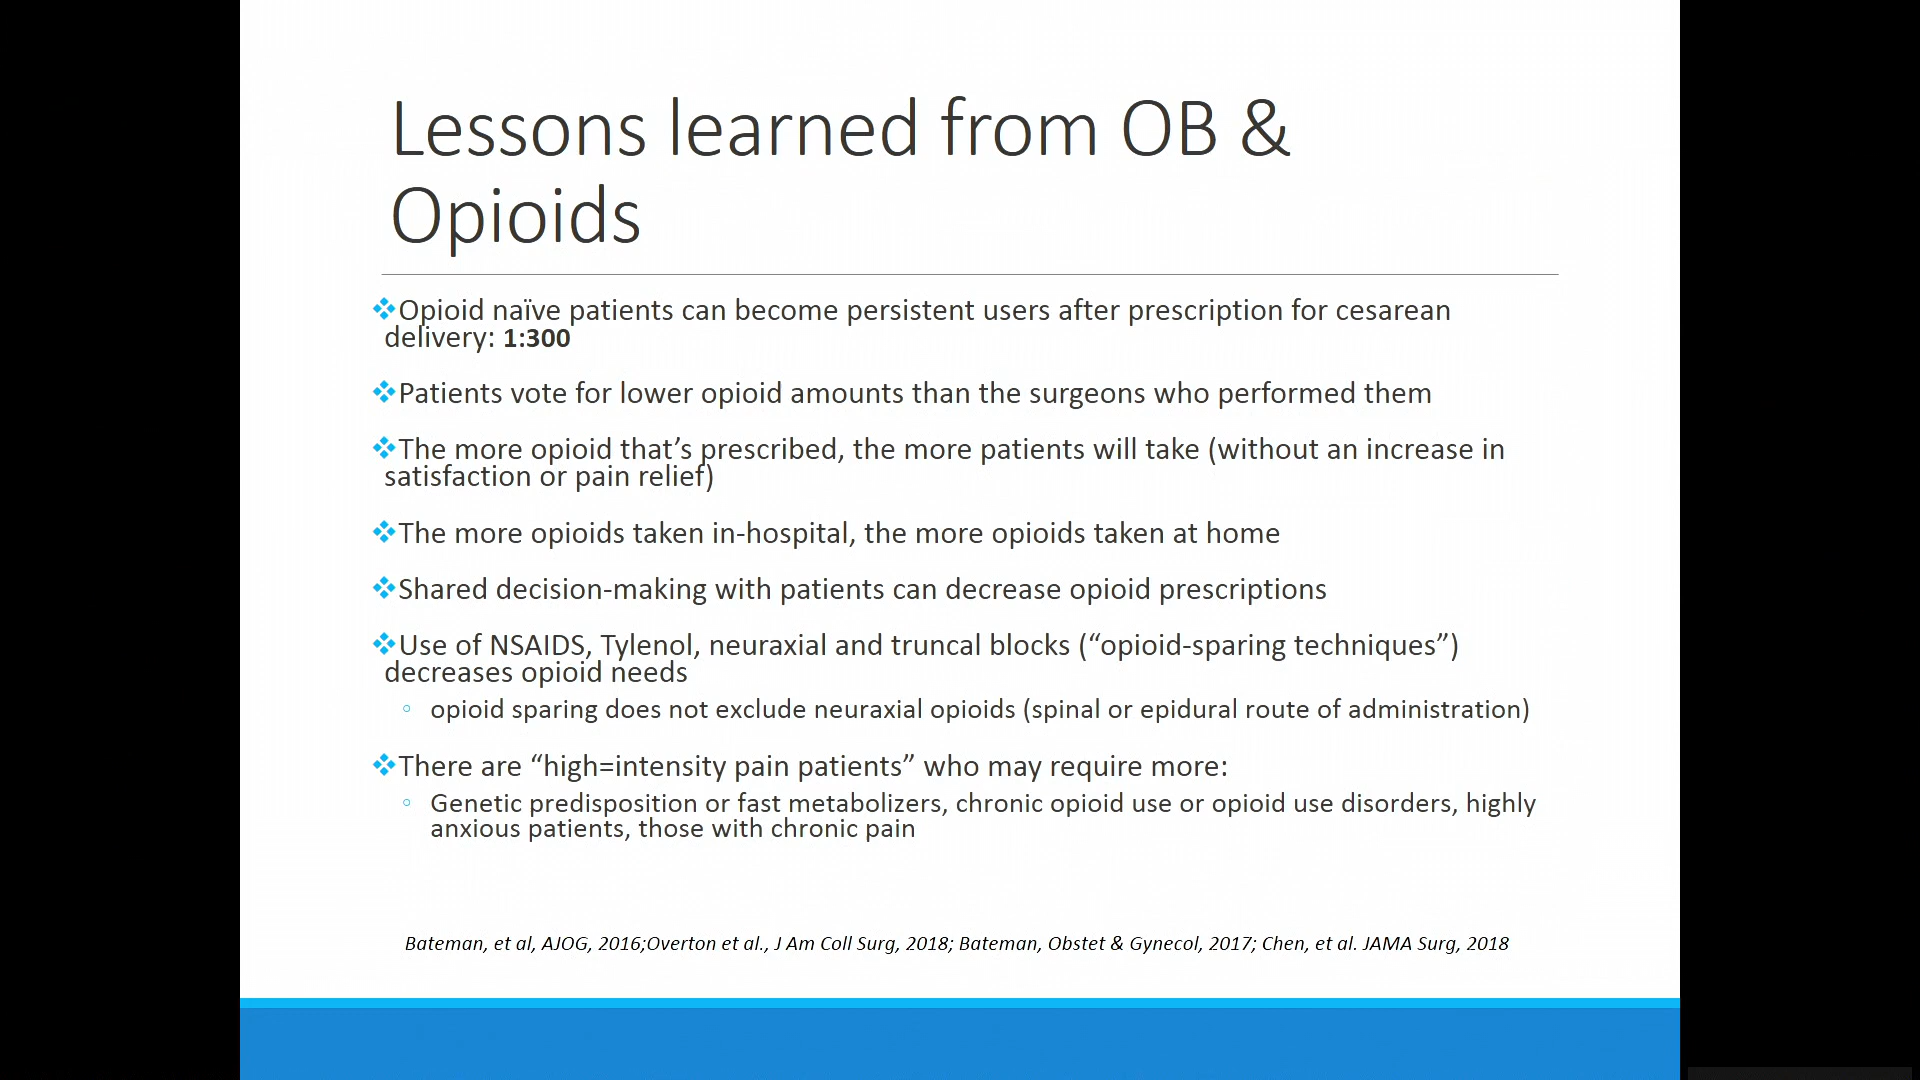 Lessons learned from OB &
Opioids
❖Opioid naïve patients can become persistent users after prescription for cesarean
delivery: 1:300
❖Patients vote for lower opioid amounts than the surgeons who performed them
❖The more opioid that’s prescribed, the more patients will take (without an increase in
satisfaction or pain relief)
❖The more opioids taken in-hospital, the more opioids taken at home
❖Shared decision-making with patients can decrease opioid prescriptions
❖Use of NSAIDS, Tylenol, neuraxial and truncal blocks (“opioid-sparing techniques”)
decreases opioid needs
◦ opioid sparing does not exclude neuraxial opioids (spinal or epidural route of administration)
❖There are “high=intensity pain patients” who may require more:
◦ Genetic predisposition or fast metabolizers, chronic opioid use or opioid use disorders, highly
anxious patients, those with chronic pain
Bateman, et al, AJOG, 2016;Overton et al., J Am Coll Surg, 2018; Bateman, Obstet & Gynecol, 2017; Chen, et al. JAMA Surg, 2018